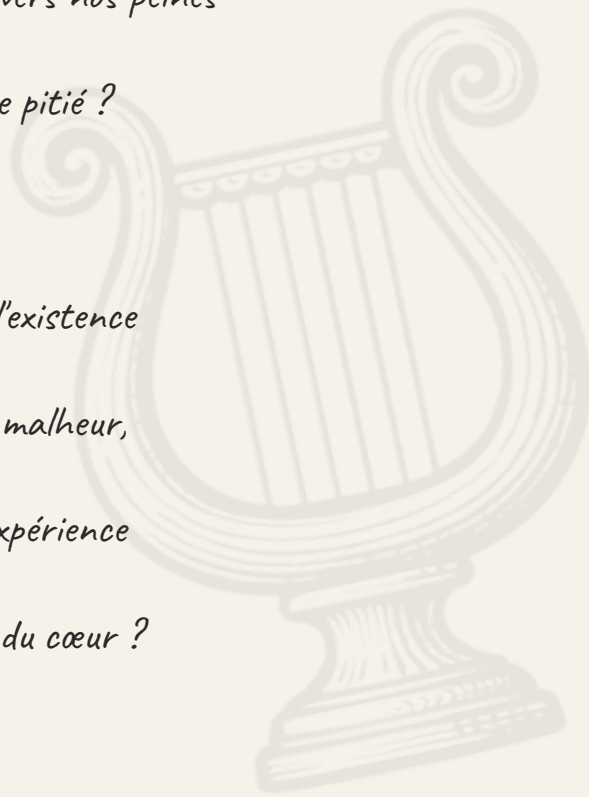 vers nos peines
e pitié ?
l'existence
malheur,
xpérience
du cœur ?